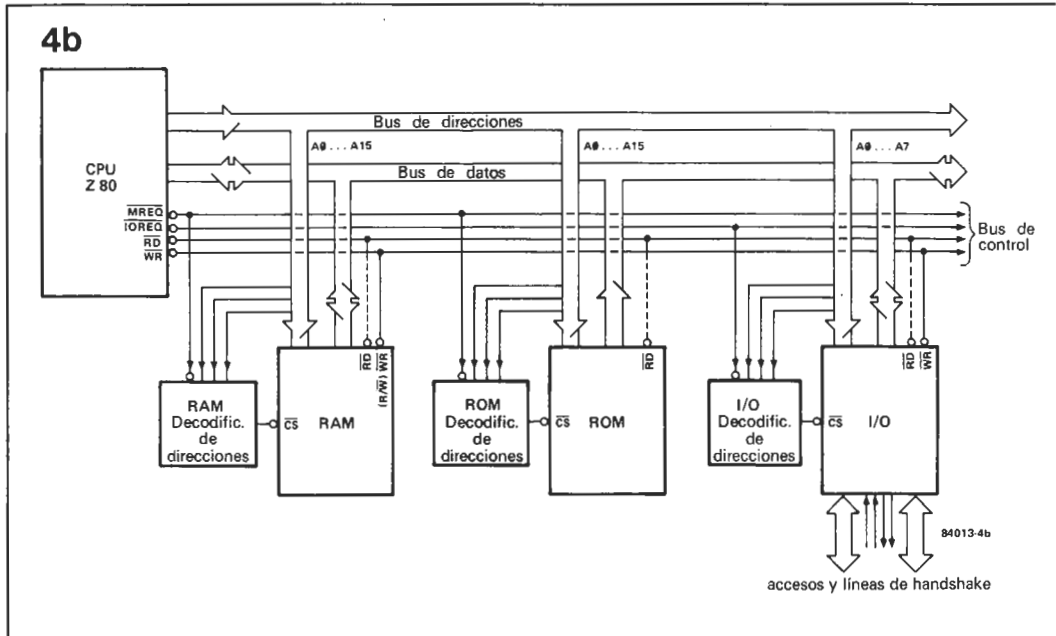 4b
CPU
Z 80
Bus de direcciones
A0 . . . A15
A0 . . . A15
A0 . . . A7
Bus de datos
MREQ
IOREQ
RD
WR
Bus de
control
RD
(R/W) WR
RD
RD
WR
RAM
Decodific.
de
direcciones
CS
RAM
ROM
Decodific.
de
direcciones
CS
ROM
I/O
Decodific.
de
direcciones
CS
I/O
84013-4b
accesos y líneas de handshake